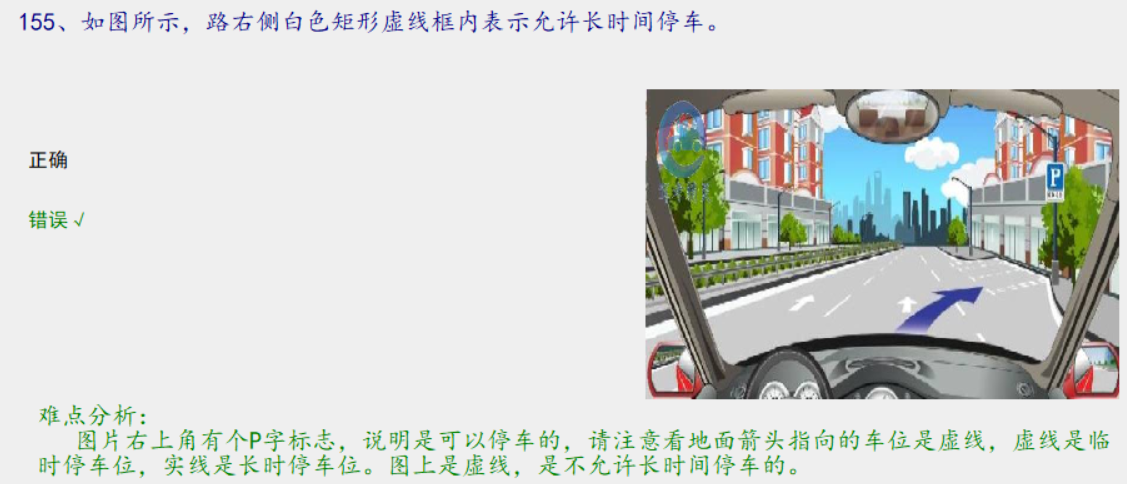 155、如图所示，路右侧白色矩形虚线框内表示允许长时间停车。
正确
错误 √
P
难点分析：
图片右上角有个P字标志，说明是可以停车的，请注意看地面箭头指向的车位是虚线，虚线是临
时停车位，实线是长时停车位。图上是虚线，是不允许长时间停车的。